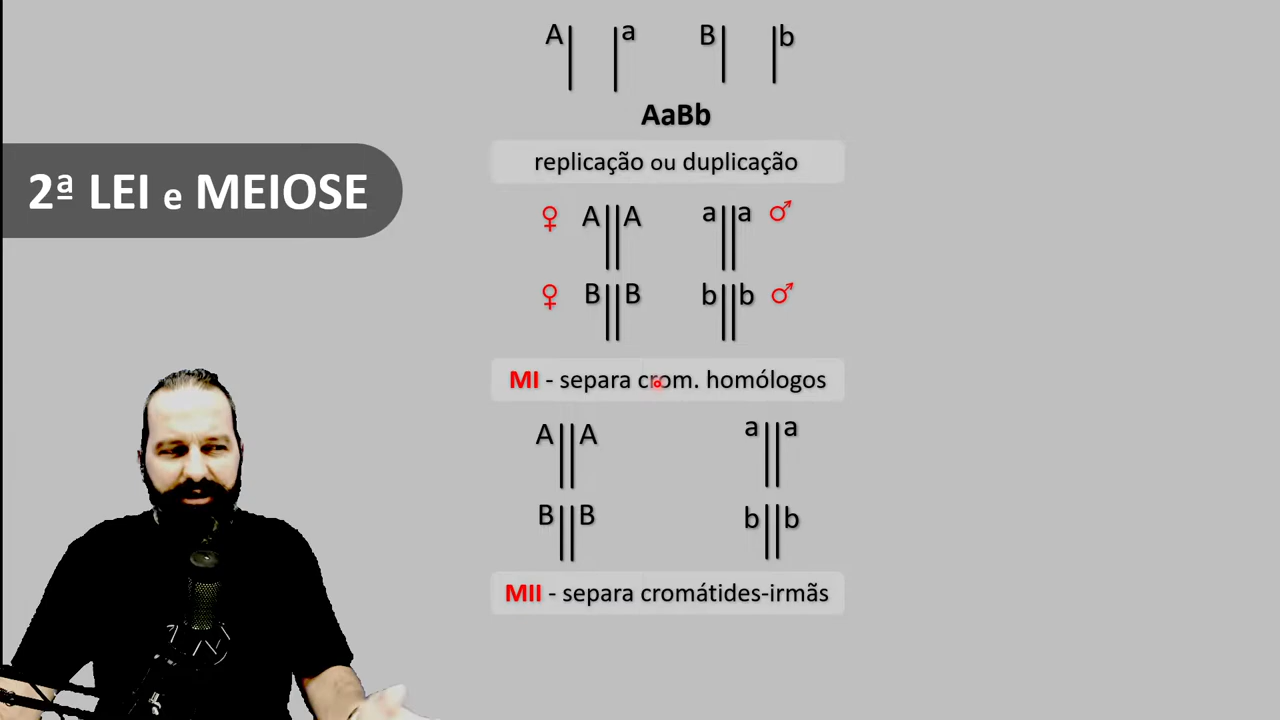 A a B b
AaBb
replicação ou duplicação
2ª LEI e MEIOSE
♀ A A a a ♂
♀ B B b b ♂
MI - separa crom. homólogos
A A a a
B B b b
MII - separa cromátides-irmãs